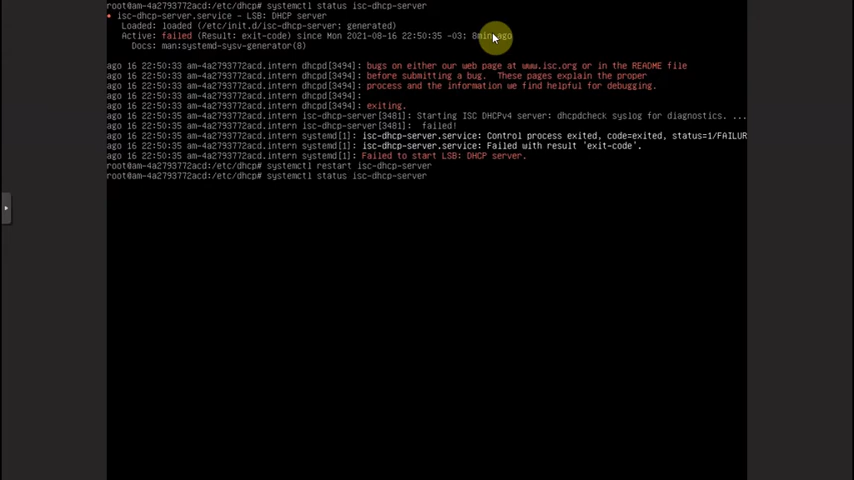 root@am-4a2793772acd:/etc/dhcp# systemctl status isc-dhcp-server
● isc-dhcp-server.service - LSB: DHCP server
Loaded: loaded (/etc/init.d/isc-dhcp-server; generated)
Active: failed (Result: exit-code) since Mon 2021-08-16 22:50:35 -03; 8min ago
Docs: man:systemd-sysv-generator(8)
ago 16 22:50:33 am-4a2793772acd.intern dhcpd[3494]: bugs on either our web page at www.isc.org or in the README file
ago 16 22:50:33 am-4a2793772acd.intern dhcpd[3494]: before submitting a bug.  These pages explain the proper
ago 16 22:50:33 am-4a2793772acd.intern dhcpd[3494]: process and the information we find helpful for debugging.
ago 16 22:50:33 am-4a2793772acd.intern dhcpd[3494]:
ago 16 22:50:33 am-4a2793772acd.intern dhcpd[3494]: exiting.
ago 16 22:50:35 am-4a2793772acd.intern isc-dhcp-server[3481]: Starting ISC DHCPv4 server: dhcpdcheck syslog for diagnostics. ...
ago 16 22:50:35 am-4a2793772acd.intern isc-dhcp-server[3481]:  failed!
ago 16 22:50:35 am-4a2793772acd.intern systemd[1]: isc-dhcp-server.service: Control process exited, code=exited, status=1/FAILUR
ago 16 22:50:35 am-4a2793772acd.intern systemd[1]: isc-dhcp-server.service: Failed with result 'exit-code'.
ago 16 22:50:35 am-4a2793772acd.intern systemd[1]: Failed to start LSB: DHCP server.
root@am-4a2793772acd:/etc/dhcp# systemctl restart isc-dhcp-server
root@am-4a2793772acd:/etc/dhcp# systemctl status isc-dhcp-server